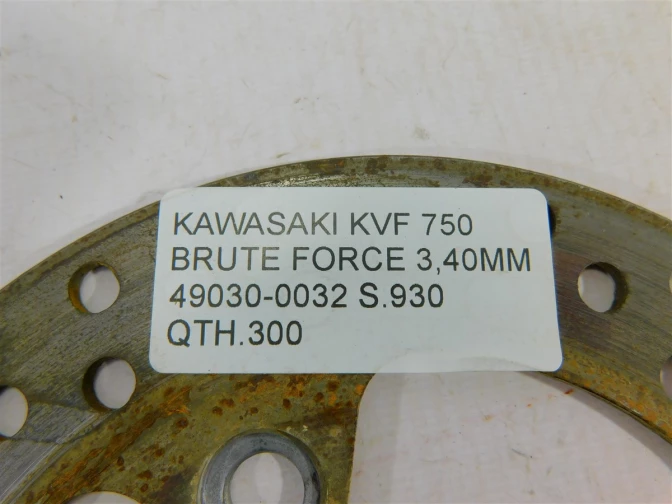 KAWASAKI KVF 750
BRUTE FORCE 3,40MM
49030-0032 S.930
QTH.300